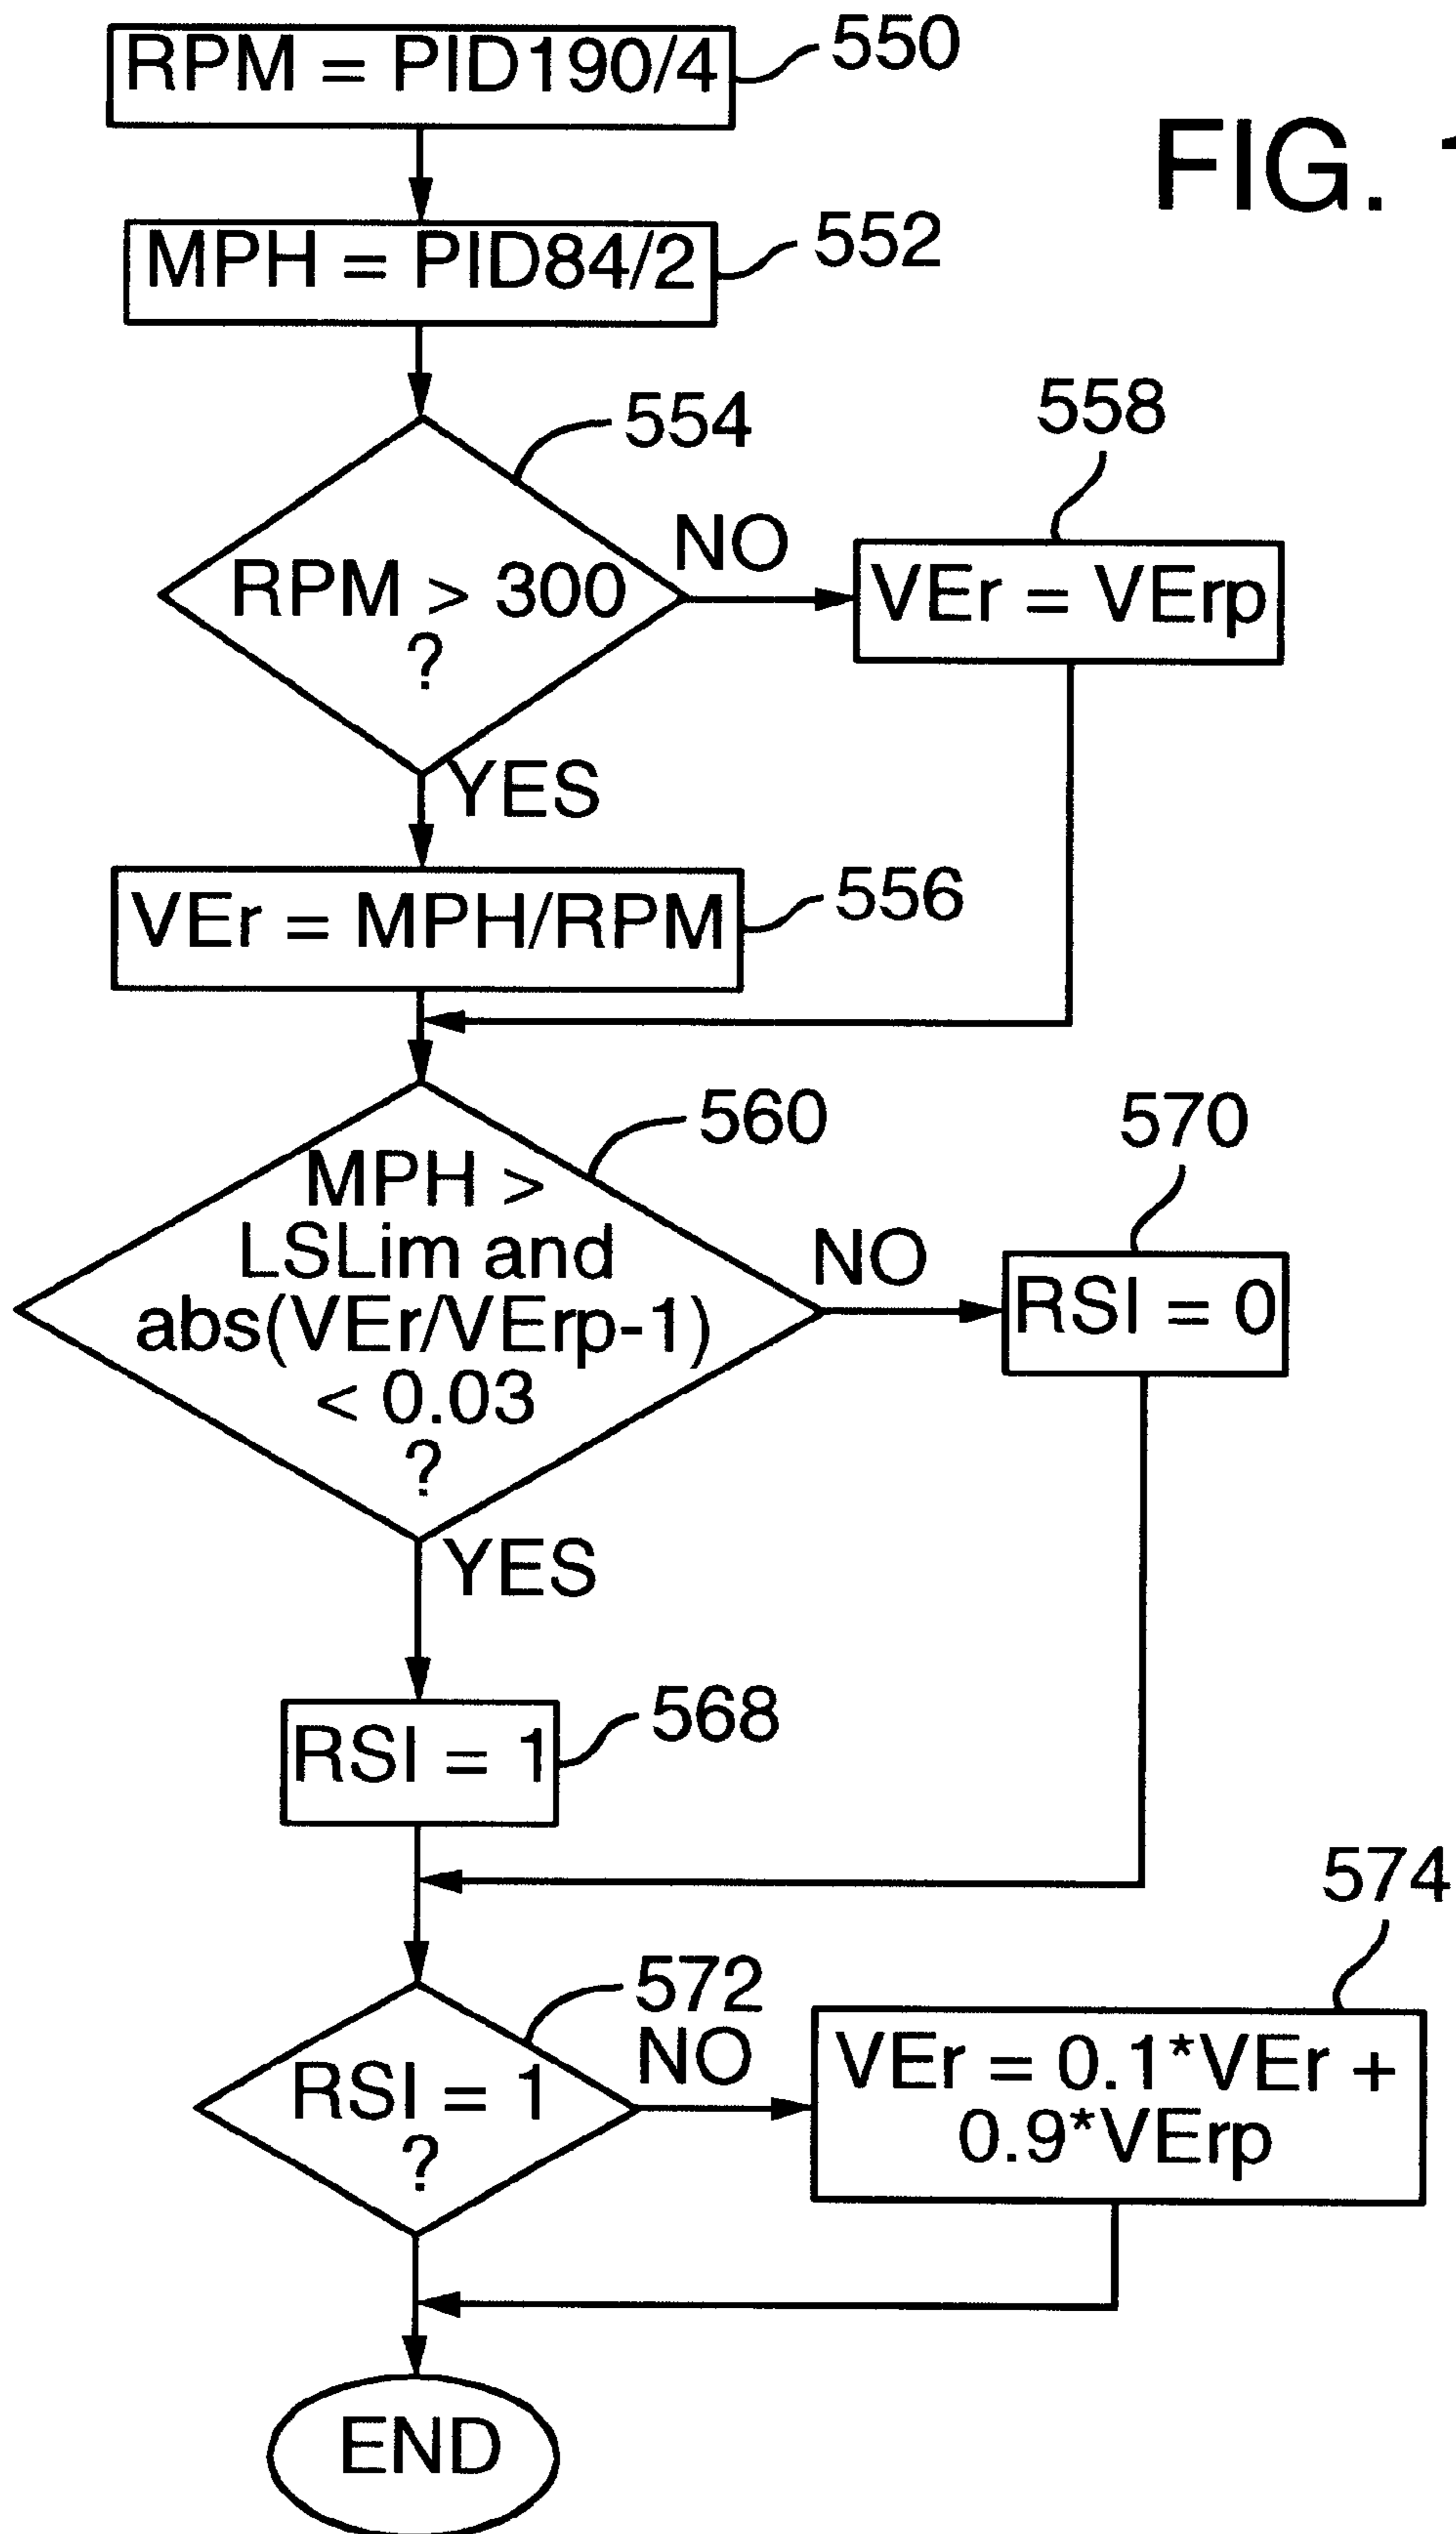 RPM = PID190/4
550
FIG. 1
MPH = PID84/2
552
554
558
RPM > 300
?
NO
VEr = VErp
YES
VEr = MPH/RPM
556
560
570
MPH >
LSLim and
abs(VEr/VErp-1)
< 0.03
?
NO
RSI = 0
YES
RSI = 1
568
574
572
RSI = 1
?
NO
VEr = 0.1*VEr +
0.9*VErp
END